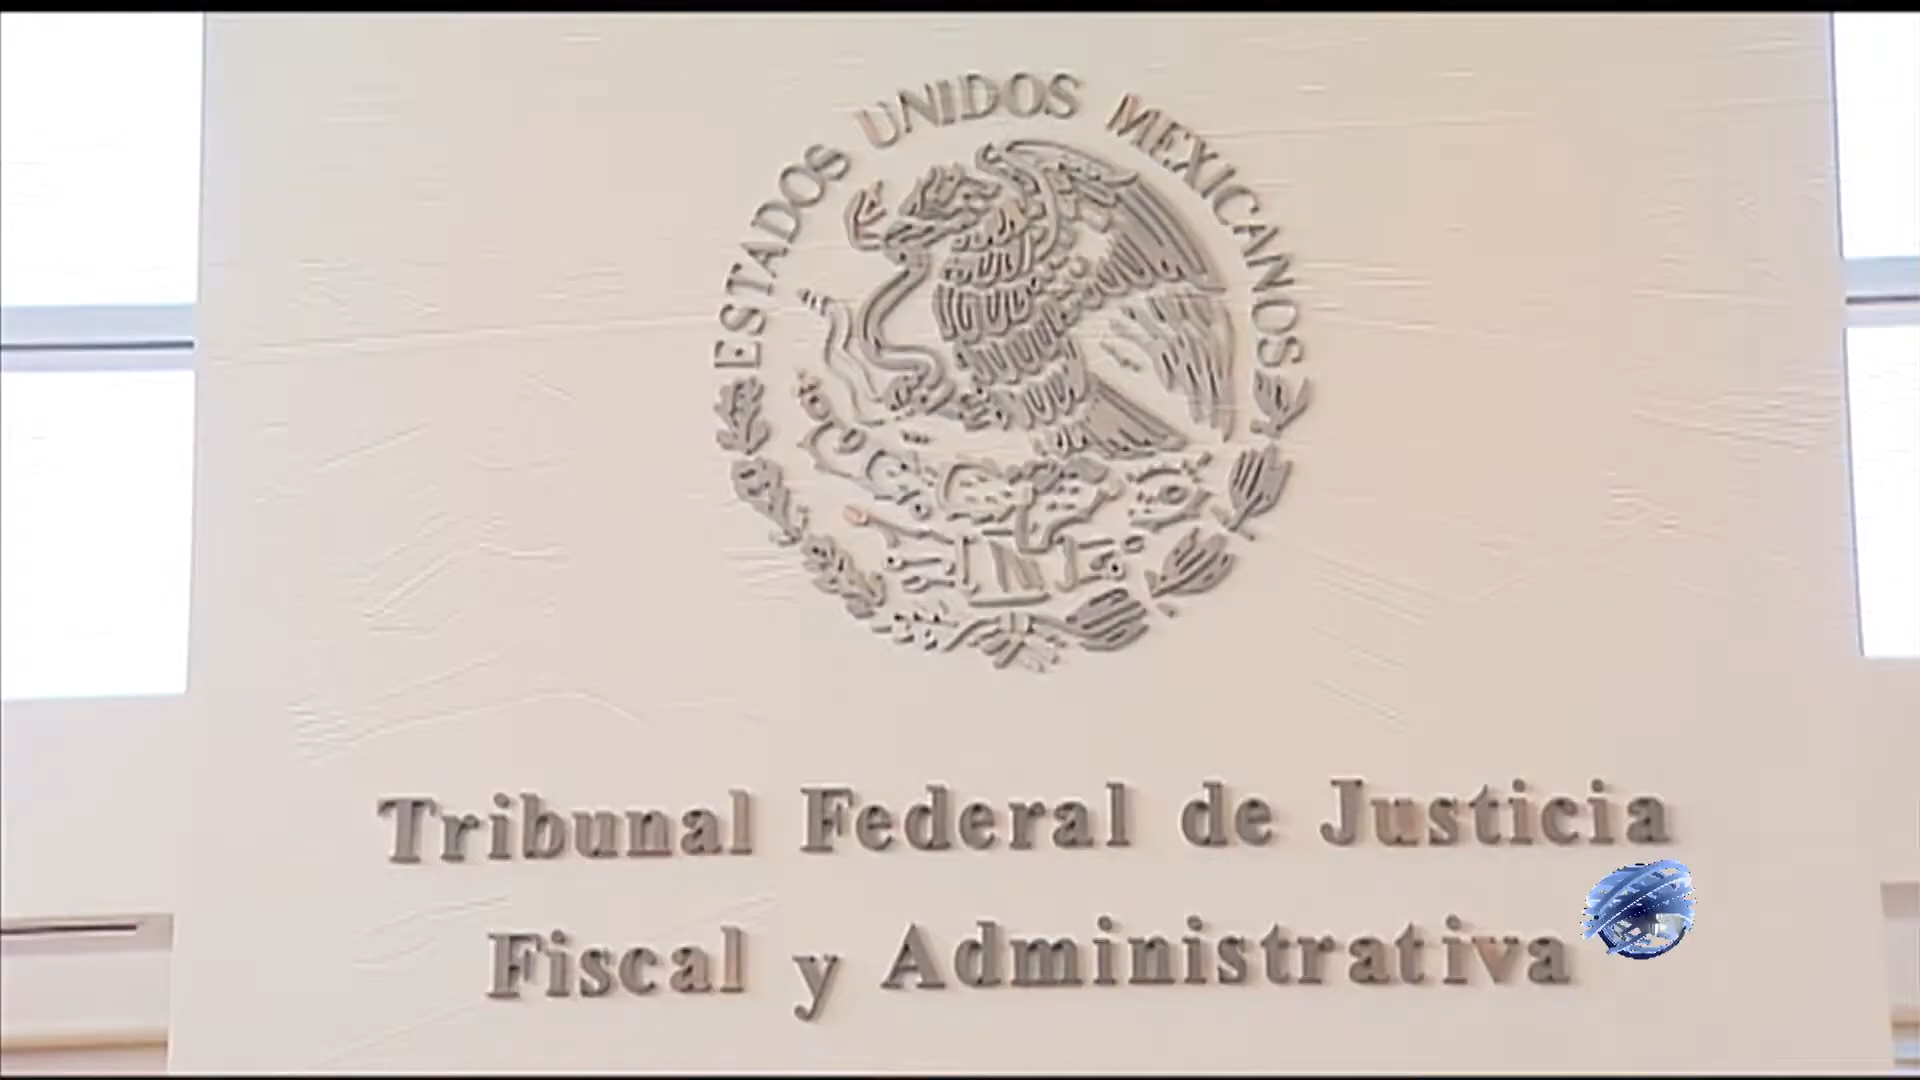 ESTADOS UNIDOS MEXICANOS
Tribunal Federal de Justicia
Fiscal y Administrativa